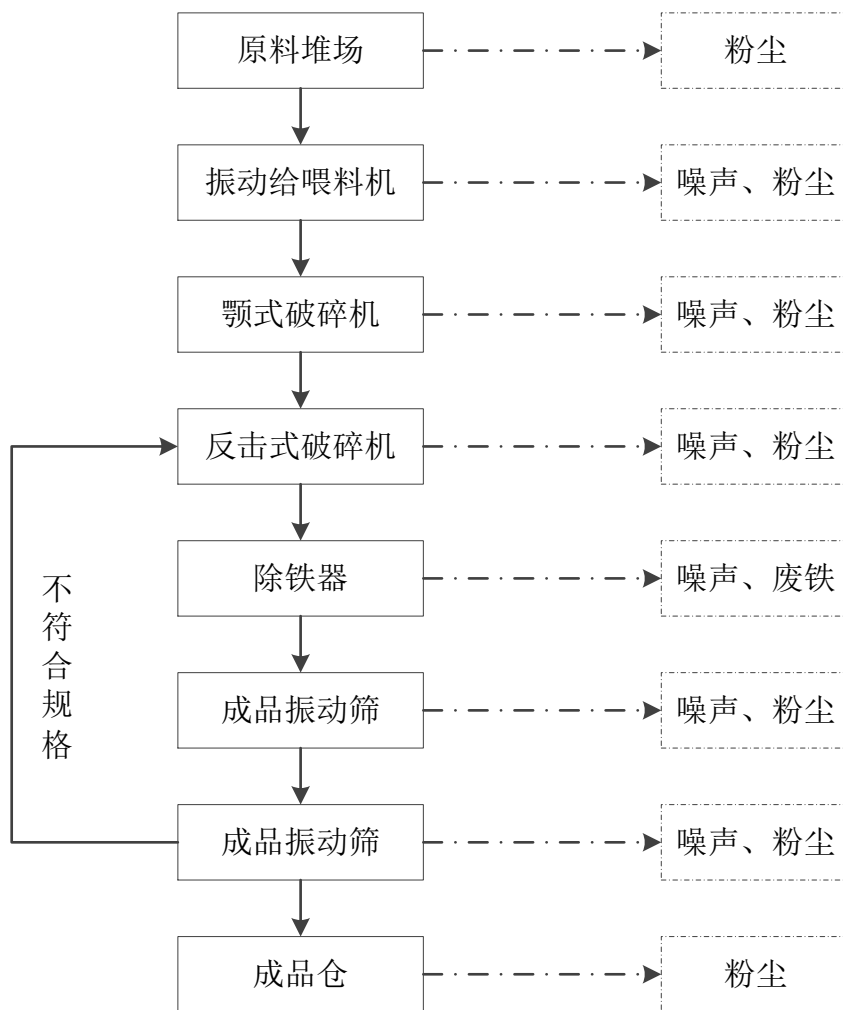 原料堆场
粉尘
振动给喂料机
噪声、粉尘
颚式破碎机
噪声、粉尘
反击式破碎机
噪声、粉尘
除铁器
噪声、废铁
不符合规格
成品振动筛
噪声、粉尘
成品振动筛
噪声、粉尘
成品仓
粉尘